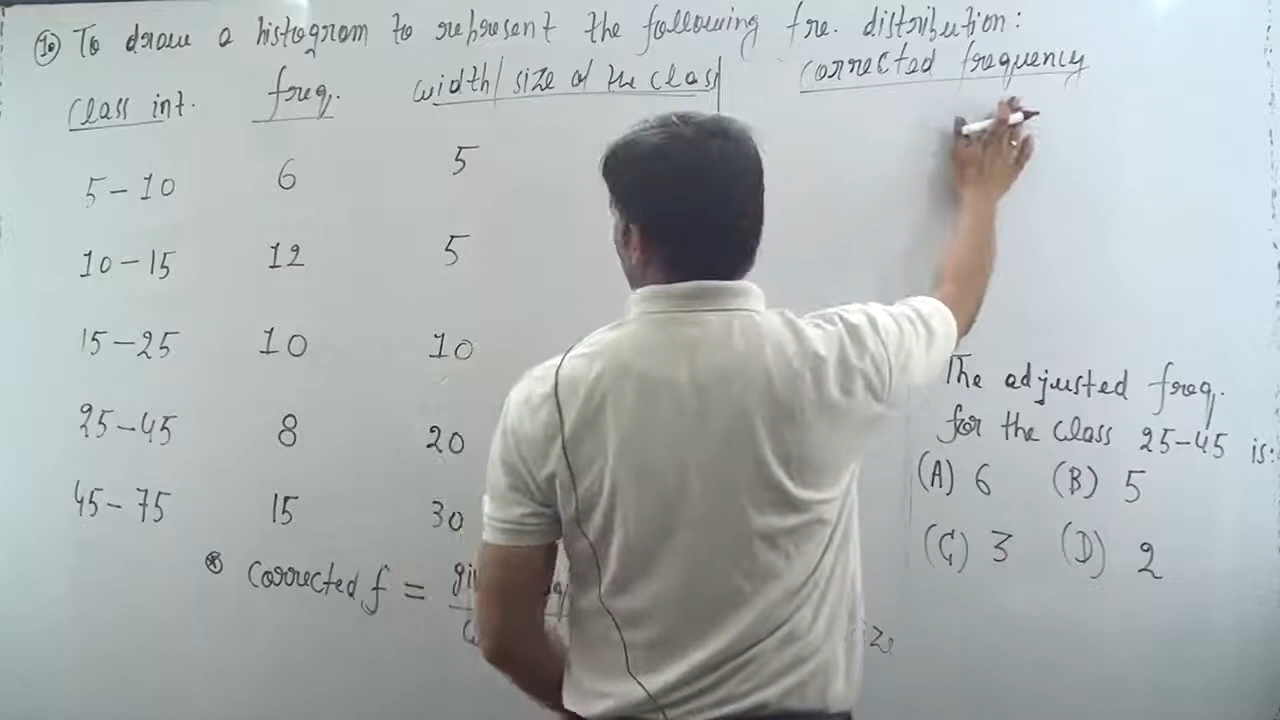 10 To draw a histogram to represent the following fre. distribution:
Class int. freq. width/size of the class corrected frequency
5-10 6 5
10-15 12 5
15-25 10 10
25-45 8 20
45-75 15 30
The adjusted freq.
for the class 25-45 is:
(A) 6 (B) 5
(C) 3 (D) 2
* Corrected f =